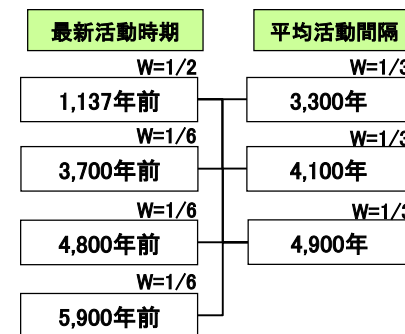 最新活動時期 平均活動間隔
W=1/2 W=1/3
1,137年前 3,300年
W=1/6 W=1/3
3,700年前 4,100年
W=1/6 W=1/3
4,800年前 4,900年
W=1/6
5,900年前